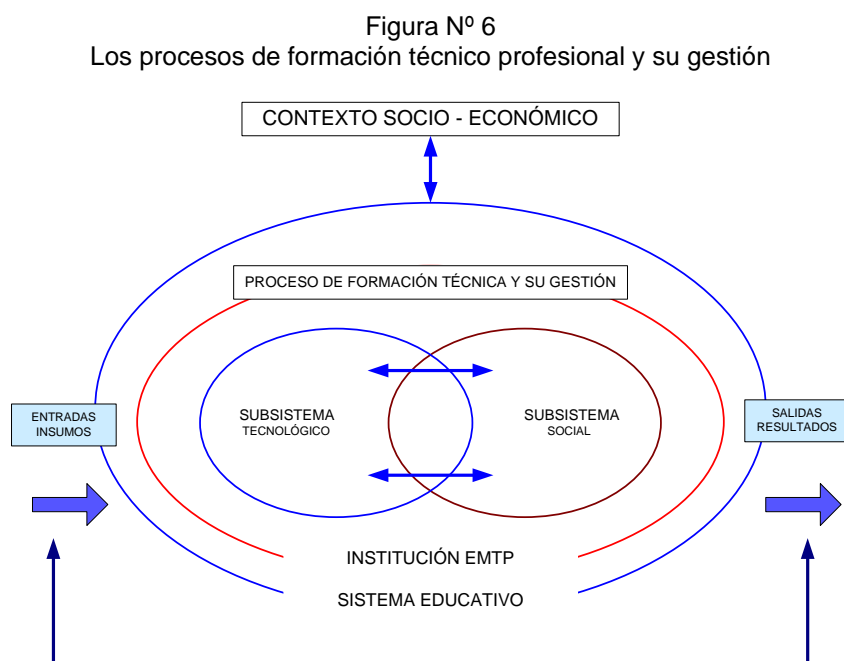 Figura Nº 6
Los procesos de formación técnico profesional y su gestión
CONTEXTO SOCIO - ECONÓMICO
PROCESO DE FORMACIÓN TÉCNICA Y SU GESTIÓN
ENTRADAS
INSUMOS
SUBSISTEMA
TECNOLÓGICO
SUBSISTEMA
SOCIAL
SALIDAS
RESULTADOS
INSTITUCIÓN EMTP
SISTEMA EDUCATIVO